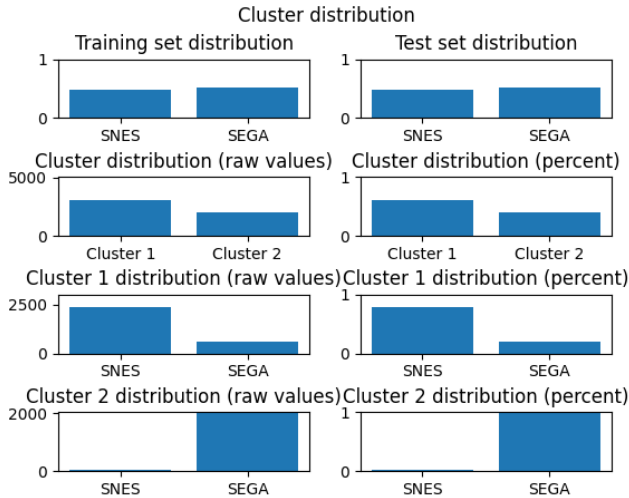 Cluster distribution
Training set distribution
1
0
SNES SEGA
Test set distribution
1
0
SNES SEGA
Cluster distribution (raw values)
5000
0
Cluster 1 Cluster 2
Cluster distribution (percent)
1
0
Cluster 1 Cluster 2
Cluster 1 distribution (raw values)
2500
0
SNES SEGA
Cluster 1 distribution (percent)
1
0
SNES SEGA
Cluster 2 distribution (raw values)
2000
0
SNES SEGA
Cluster 2 distribution (percent)
1
0
SNES SEGA